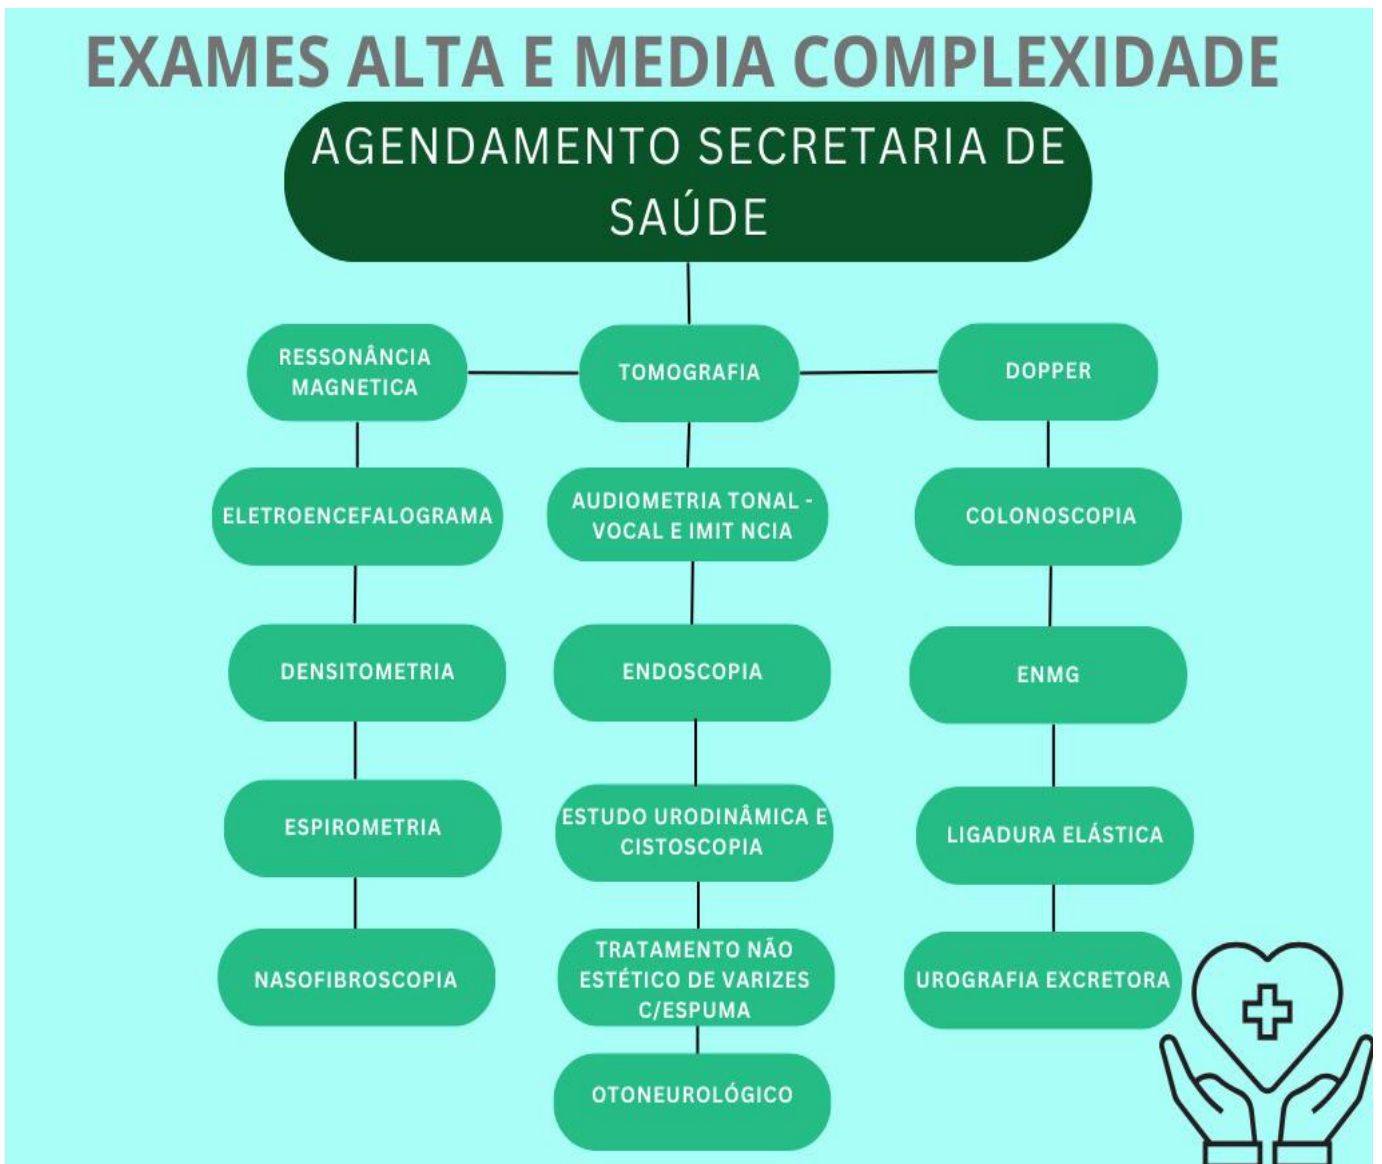 EXAMES ALTA E MEDIA COMPLEXIDADE
AGENDAMENTO SECRETARIA DE
SAÚDE
RESSONÂNCIA
MAGNETICA
TOMOGRAFIA
DOPPER
ELETROENCEFALOGRAMA
AUDIOMETRIA TONAL -
VOCAL E IMIT NCIA
COLONOSCOPIA
DENSITOMETRIA
ENDOSCOPIA
ENMG
ESPIROMETRIA
ESTUDO URODINÂMICA E
CISTOSCOPIA
LIGADURA ELÁSTICA
NASOFIBROSCOPIA
TRATAMENTO NÃO
ESTÉTICO DE VARIZES
C/ESPUMA
UROGRAFIA EXCRETORA
OTONEUROLÓGICO